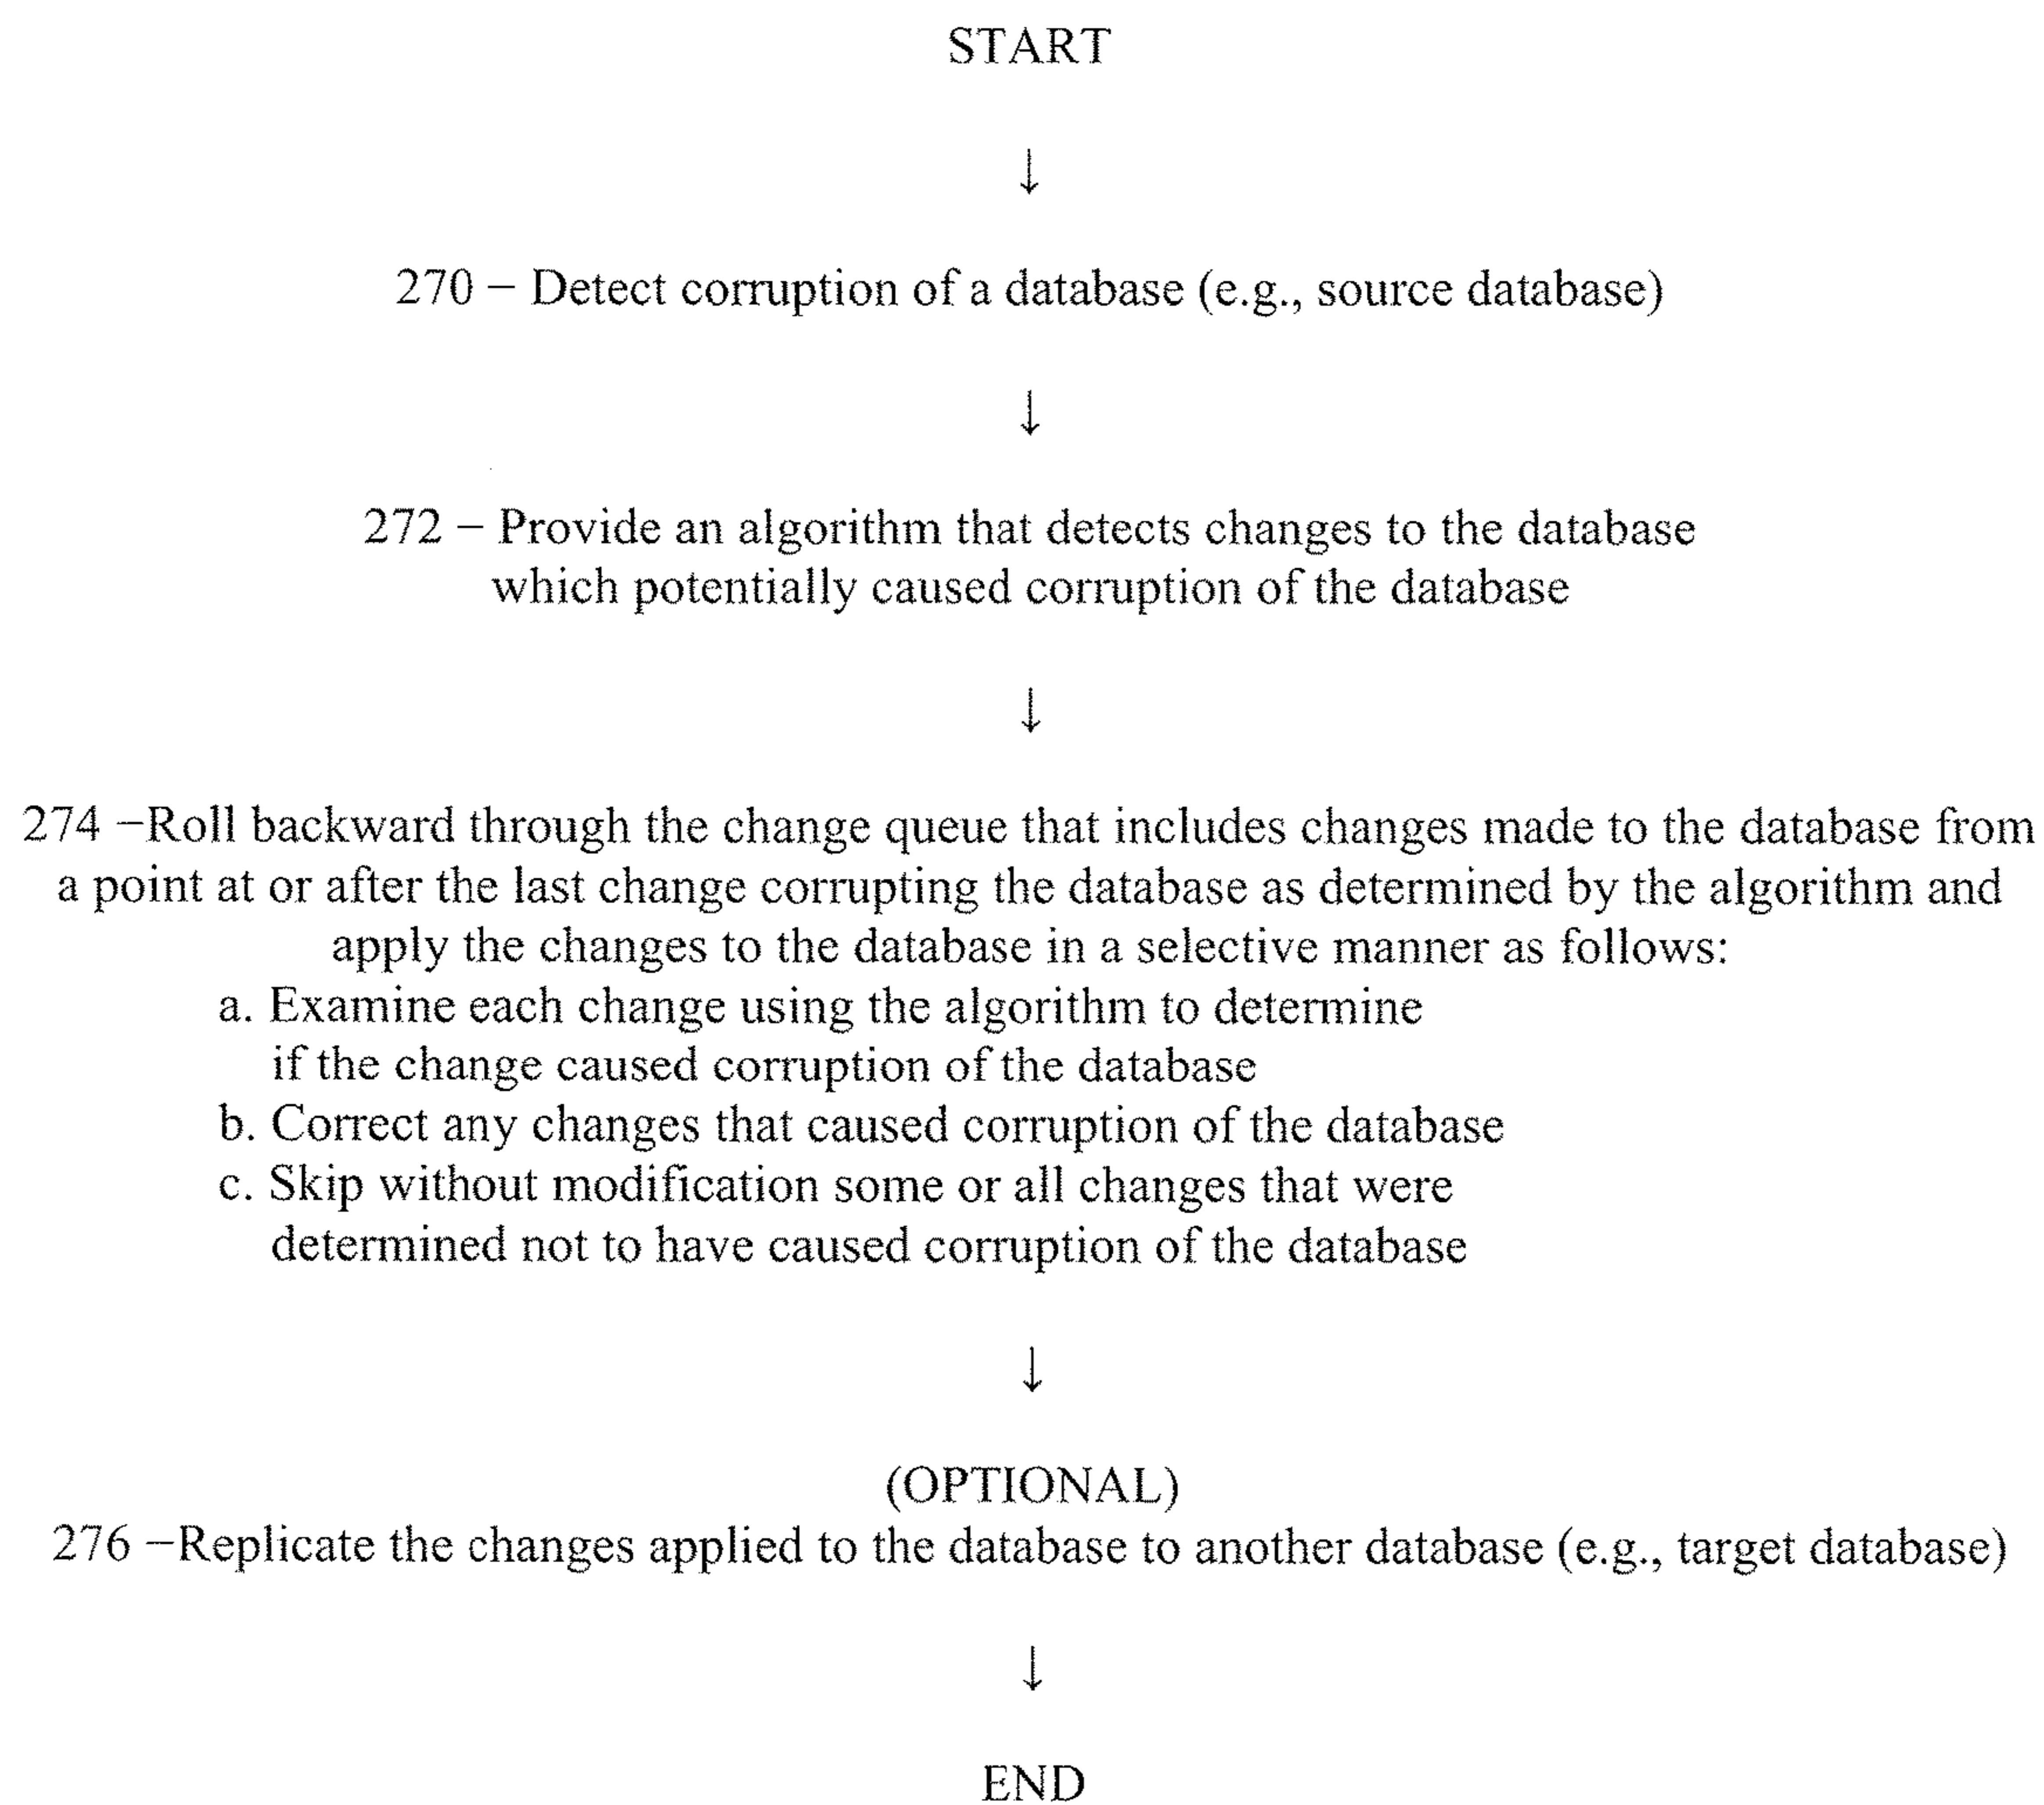 START
↓
270 – Detect corruption of a database (e.g., source database)
↓
272 – Provide an algorithm that detects changes to the database
which potentially caused corruption of the database
↓
274 –Roll backward through the change queue that includes changes made to the database from
a point at or after the last change corrupting the database as determined by the algorithm and
apply the changes to the database in a selective manner as follows:
a. Examine each change using the algorithm to determine
if the change caused corruption of the database
b. Correct any changes that caused corruption of the database
c. Skip without modification some or all changes that were
determined not to have caused corruption of the database
↓
(OPTIONAL)
276 –Replicate the changes applied to the database to another database (e.g., target database)
↓
END